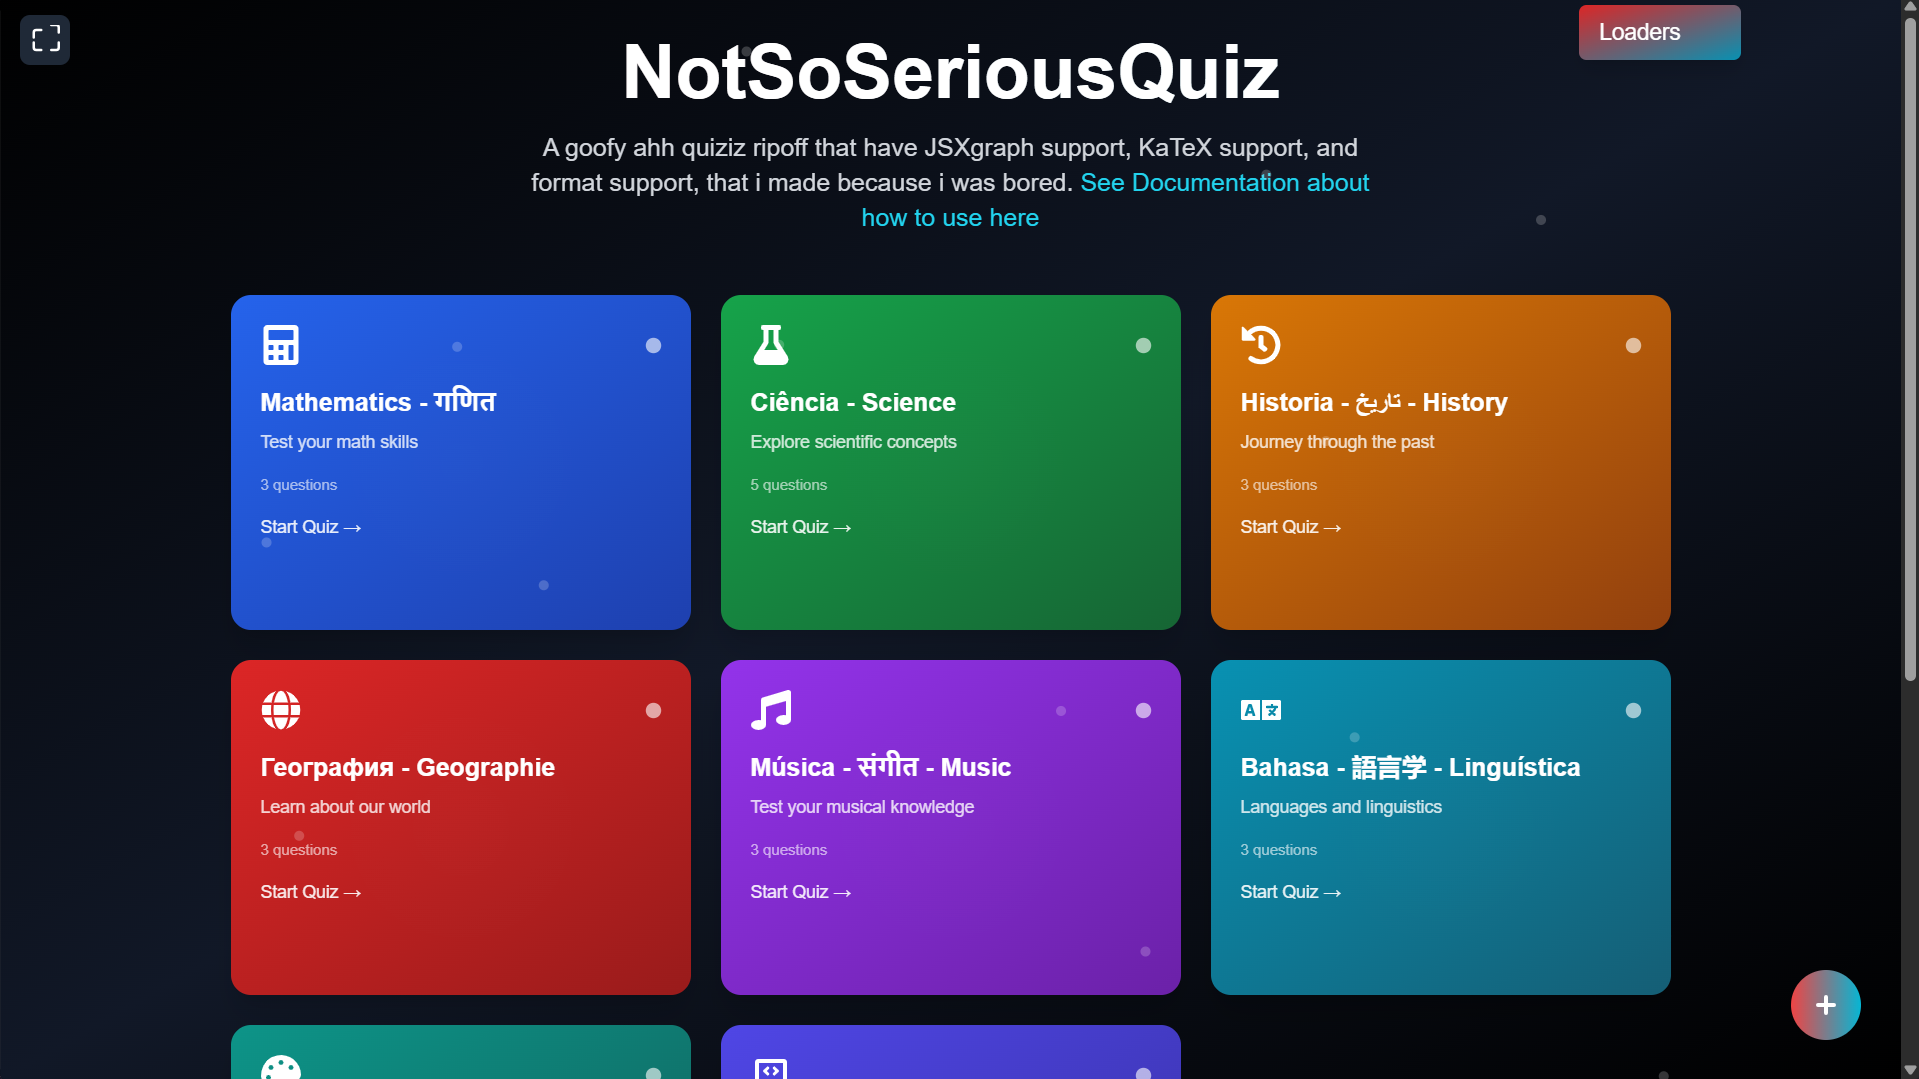 Loaders
NotSoSeriousQuiz
A goofy ahh quiziz ripoff that have JSXgraph support, KaTeX support, and
format support, that i made because i was bored. See Documentation about
how to use here
Mathematics - गणित
Test your math skills
3 questions
Start Quiz →
Ciência - Science
Explore scientific concepts
5 questions
Start Quiz →
Historia - تاریخ - History
Journey through the past
3 questions
Start Quiz →
География - Geographie
Learn about our world
3 questions
Start Quiz →
Música - संगीत - Music
Test your musical knowledge
3 questions
Start Quiz →
Bahasa - 語言学 - Linguística
Languages and linguistics
3 questions
Start Quiz →